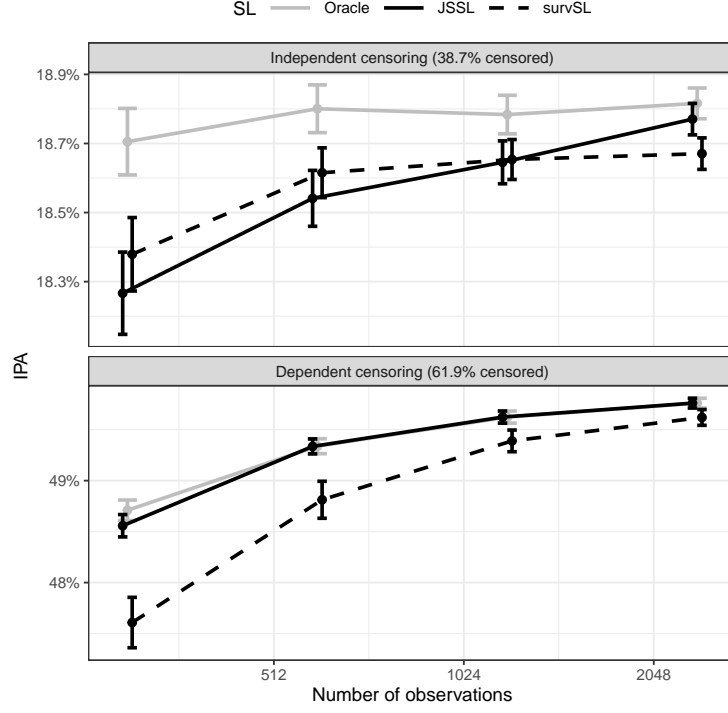 SL Oracle JSSL survSL
Independent censoring (38.7% censored)
18.9%
18.7%
18.5%
18.3%
IPA
Dependent censoring (61.9% censored)
49%
48%
512 1024 2048
Number of observations